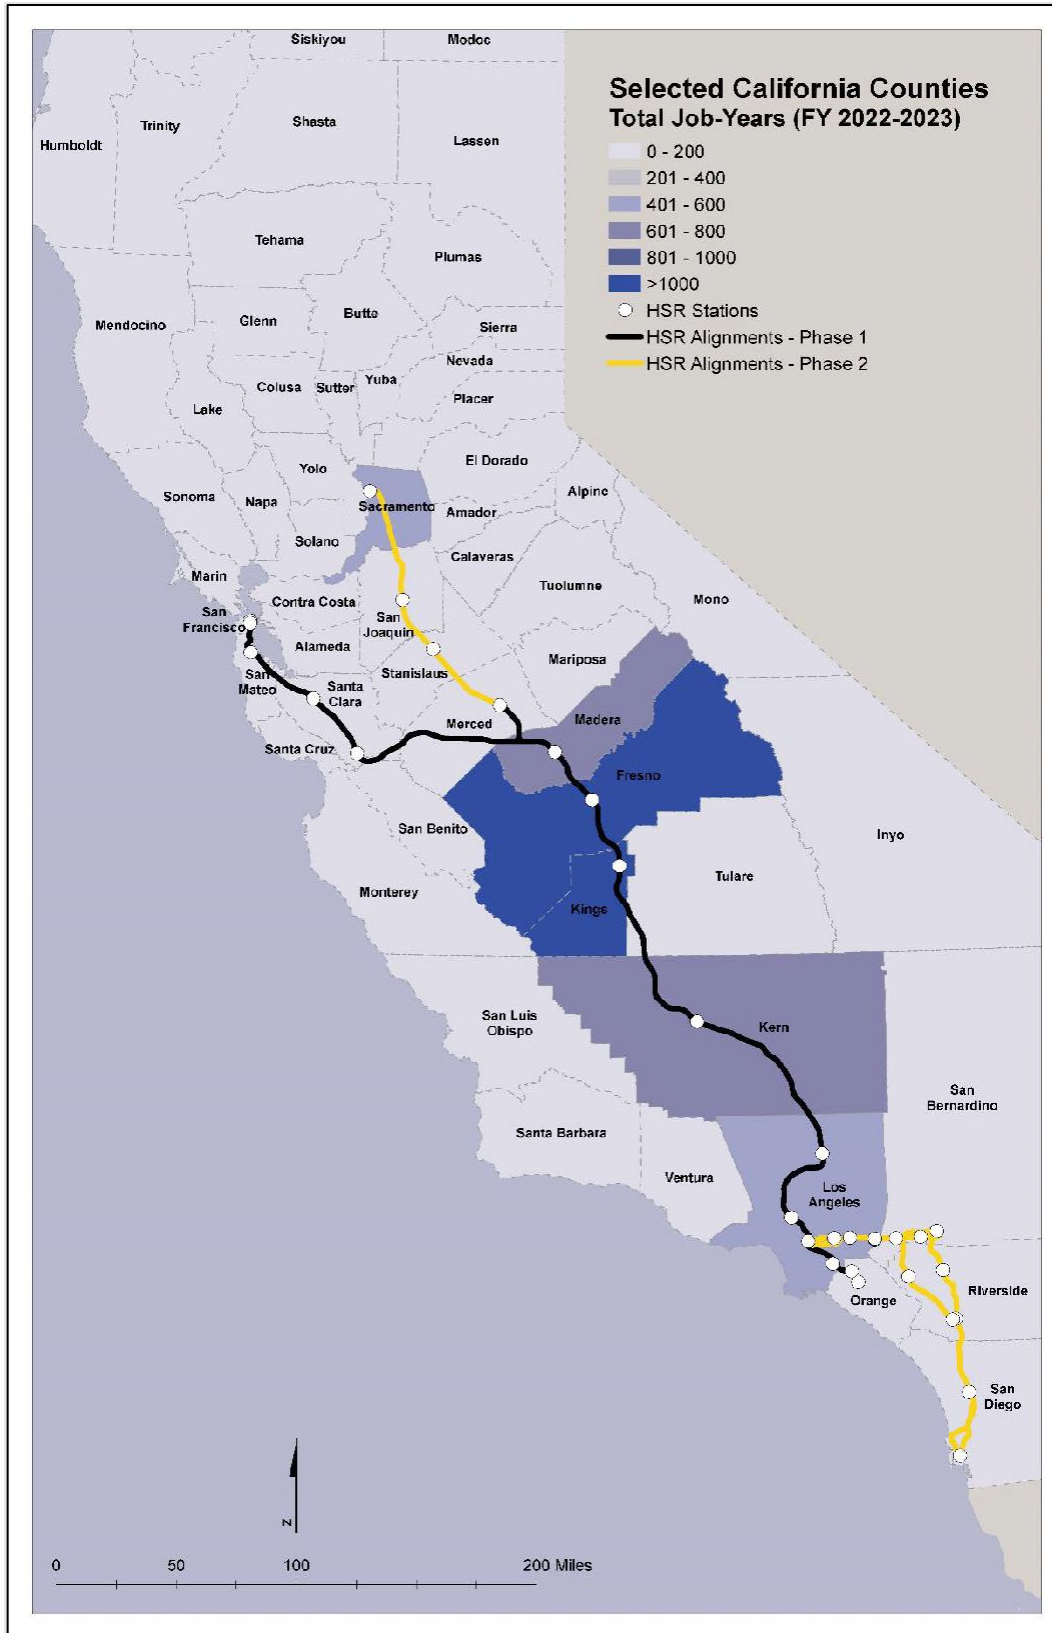 Siskiyou
Modoc
Selected California Counties
Total Job-Years (FY 2022-2023)
0 - 200
201 - 400
401 - 600
601 - 800
801 - 1000
>1000
HSR Stations
HSR Alignments - Phase 1
HSR Alignments - Phase 2
Humboldt
Trinity
Shasta
Lassen
Tehama
Plumas
Mendocino
Glenn
Butte
Sierra
Nevada
Lake
Colusa
Sutter
Yuba
Placer
Yolo
El Dorado
Sonoma
Napa
Sacramento
Amador
Alpine
Solano
Calaveras
Marin
Contra Costa
Tuolumne
Mono
San
Francisco
San
Joaquin
Alameda
Mariposa
San
Mateo
Santa
Clara
Stanislaus
Merced
Madera
Santa Cruz
Fresno
San Benito
Inyo
Monterey
Kings
Tulare
San Luis
Obispo
Kern
San
Bernardino
Santa Barbara
Ventura
Los
Angeles
Orange
Riverside
San
Diego
N
0
50
100
200 Miles